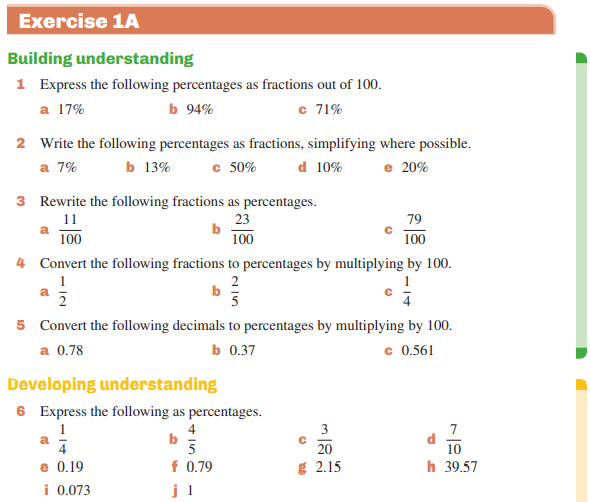 Exercise 1A
Building understanding
1 Express the following percentages as fractions out of 100.
a 17% b 94% c 71%
2 Write the following percentages as fractions, simplifying where possible.
a 7% b 13% c 50% d 10% e 20%
3 Rewrite the following fractions as percentages.
a 11/100 b 23/100 c 79/100
4 Convert the following fractions to percentages by multiplying by 100.
a 1/2 b 2/5 c 1/4
5 Convert the following decimals to percentages by multiplying by 100.
a 0.78 b 0.37 c 0.561
Developing understanding
6 Express the following as percentages.
a 1/4 b 4/5 c 3/20 d 7/10
e 0.19 f 0.79 g 2.15 h 39.57
i 0.073 j 1